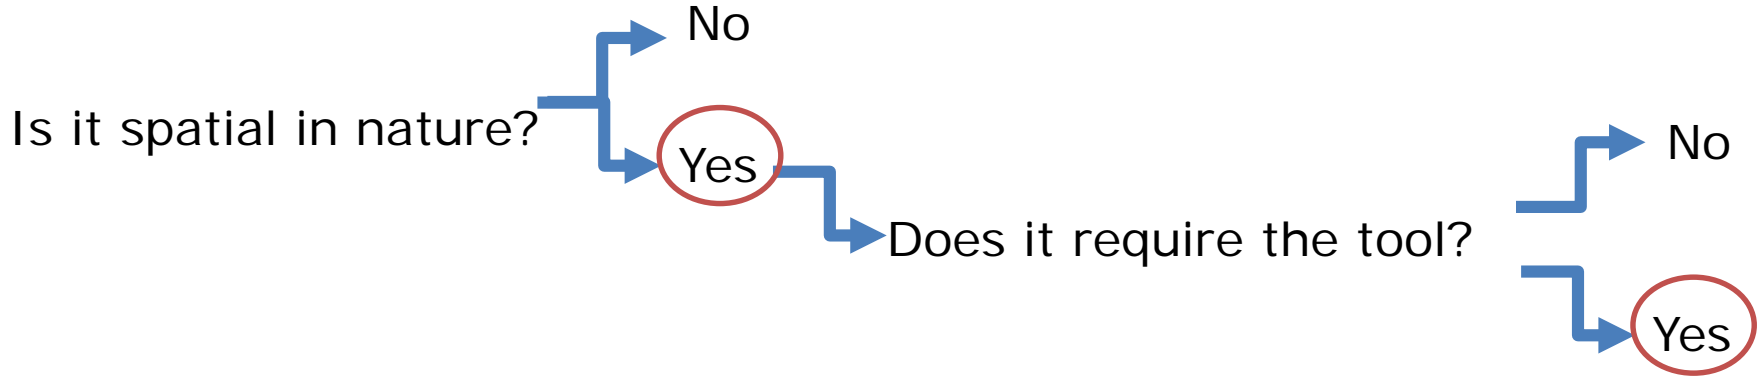 No
Is it spatial in nature?
Yes
No
Does it require the tool?
Yes